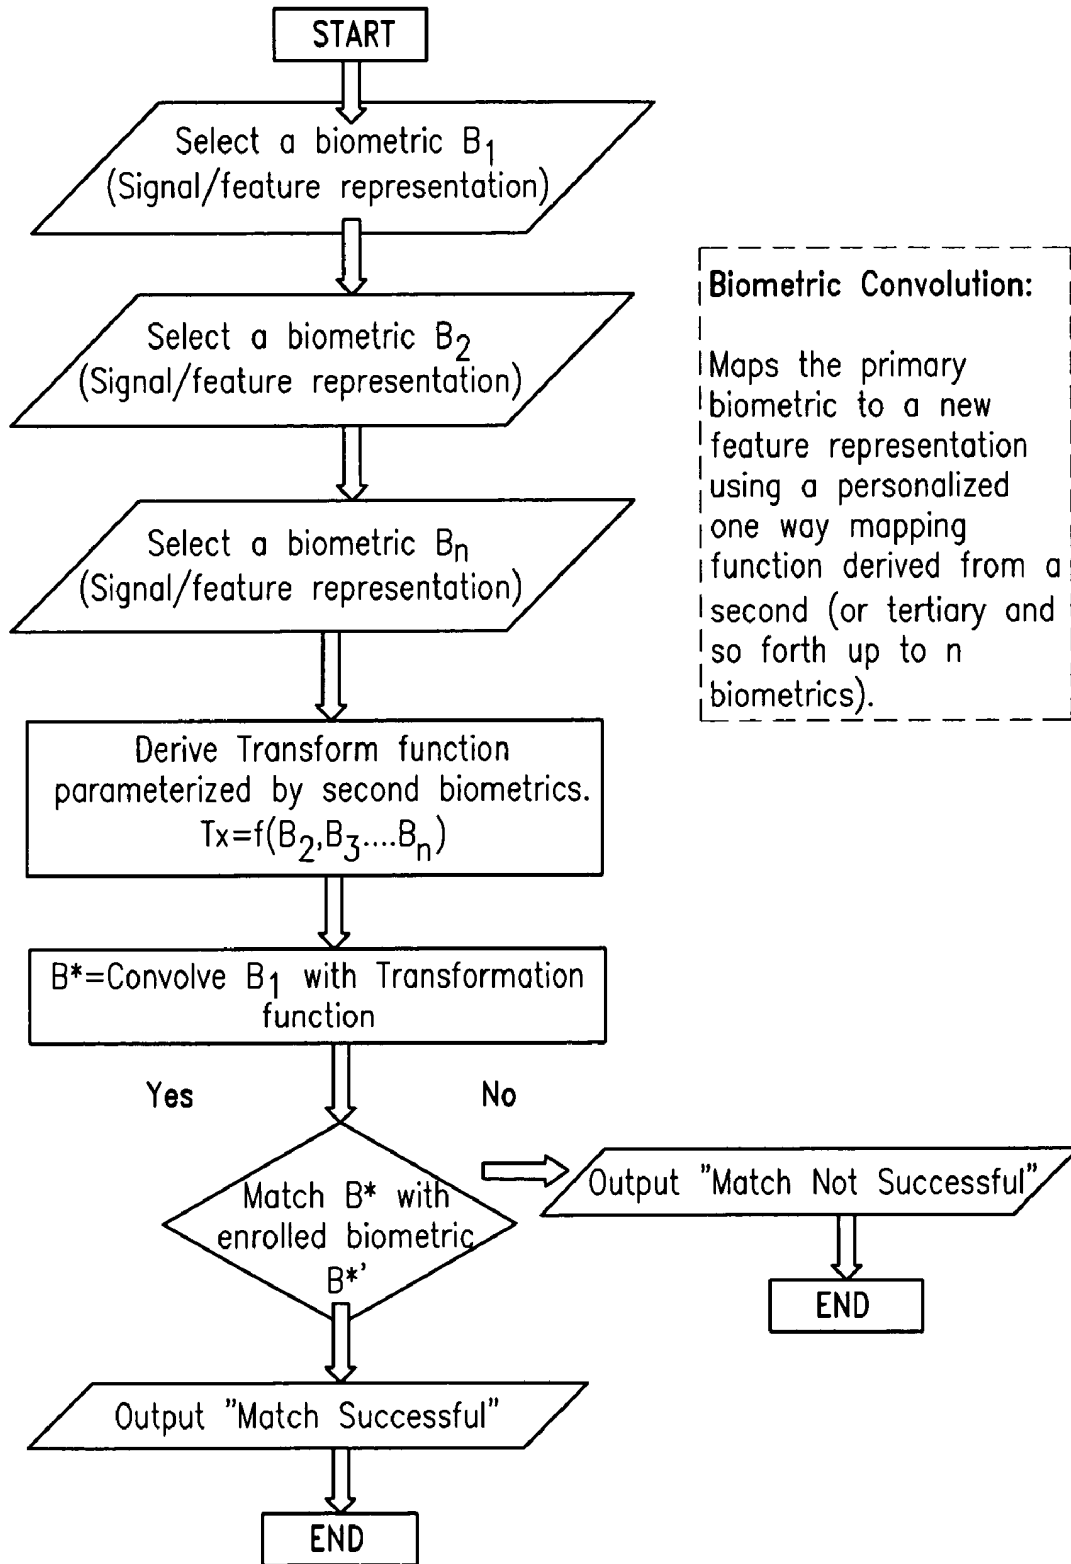 START
Select a biometric B1
(Signal/feature representation)
Select a biometric B2
(Signal/feature representation)
Select a biometric Bn
(Signal/feature representation)
Biometric Convolution:
Maps the primary
biometric to a new
feature representation
using a personalized
one way mapping
function derived from a
second (or tertiary and
so forth up to n
biometrics).
Derive Transform function
parameterized by second biometrics.
Tx=f(B2,B3....Bn)
B*=Convolve B1 with Transformation
function
Yes
No
Match B* with
enrolled biometric
B*'
Output "Match Not Successful"
END
Output "Match Successful"
END